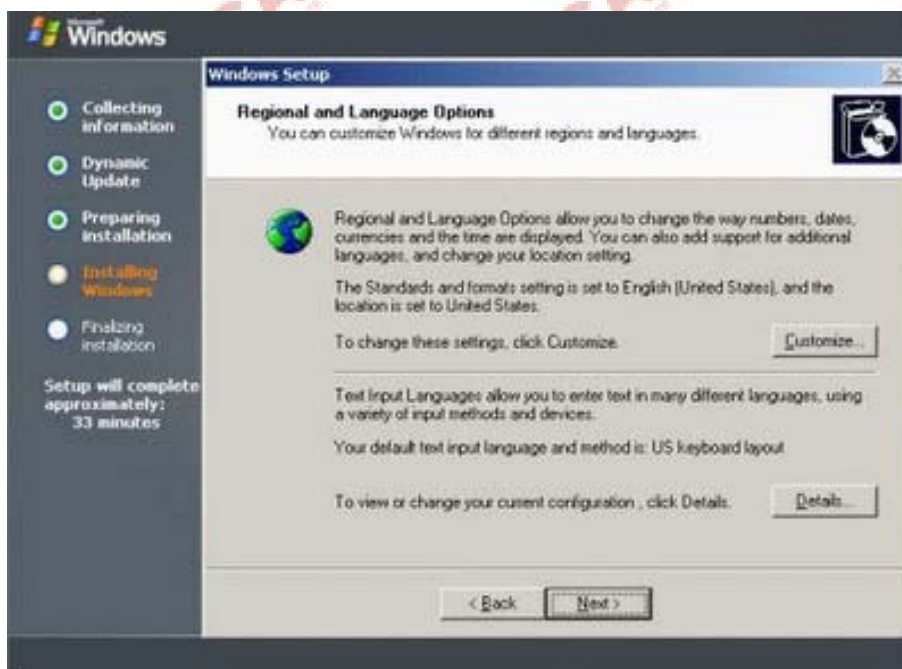 Microsoft
Windows
Collecting
information
Dynamic
Update
Preparing
installation
Installing
Windows
Finalizing
installation
Setup will complete
approximately:
33 minutes
Windows Setup
Regional and Language Options
You can customize Windows for different regions and languages.
Regional and Language Options allow you to change the way numbers, dates,
currencies and the time are displayed. You can also add support for additional
languages, and change your location setting.
The Standards and formats setting is set to English (United States), and the
location is set to United States.
To change these settings, click Customize.
Customize...
Text Input Languages allow you to enter text in many different languages, using
a variety of input methods and devices.
Your default text input language and method is: US keyboard layout
To view or change your current configuration , click Details.
Details...
< Back
Next >